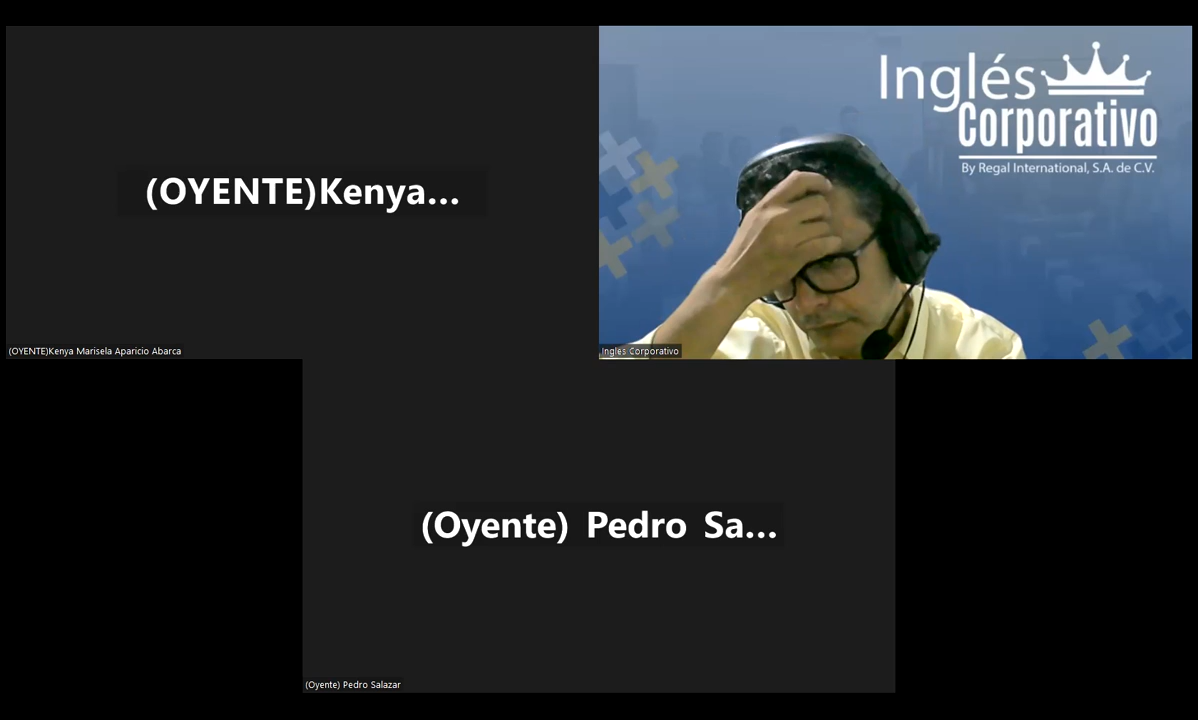 (OYENTE)Kenya...
(OYENTE)Kenya Marisela Aparicio Abarca
Inglés
Corporativo
By Regal International, S.A. de C.V.
Inglés Corporativo
(Oyente) Pedro Sa...
(Oyente) Pedro Salazar